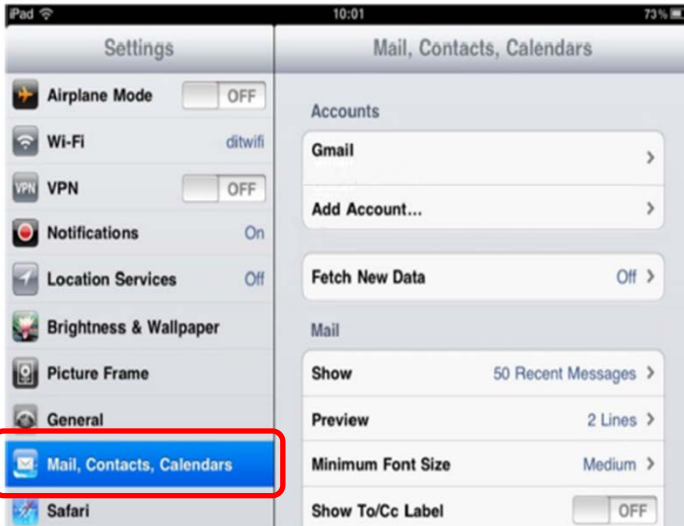 iPad 10:01 73%
Settings
Airplane Mode OFF
Wi-Fi ditwifi
VPN VPN OFF
Notifications On
Location Services Off
Brightness & Wallpaper
Picture Frame
General
Mail, Contacts, Calendars
Safari
Mail, Contacts, Calendars
Accounts
Gmail
Add Account...
Fetch New Data Off
Mail
Show 50 Recent Messages
Preview 2 Lines
Minimum Font Size Medium
Show To/Cc Label OFF